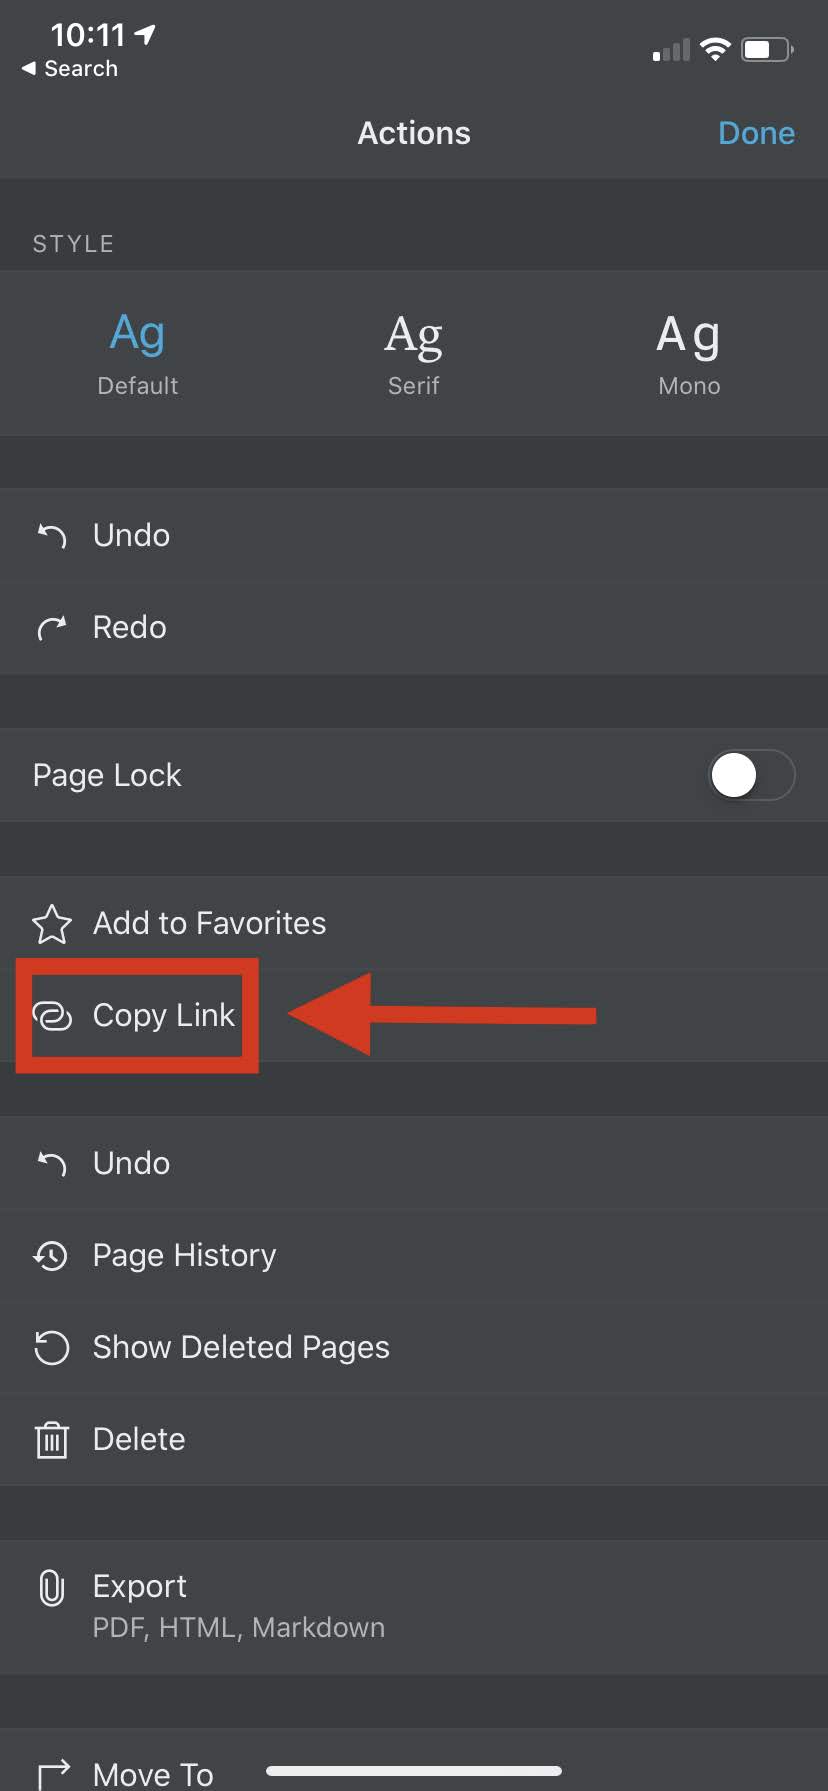 10:11
◀ Search
Actions
Done
STYLE
Ag
Ag
Ag
Default
Serif
Mono
Undo
Redo
Page Lock
Add to Favorites
Copy Link
Undo
Page History
Show Deleted Pages
Delete
Export
PDF, HTML, Markdown
Move To